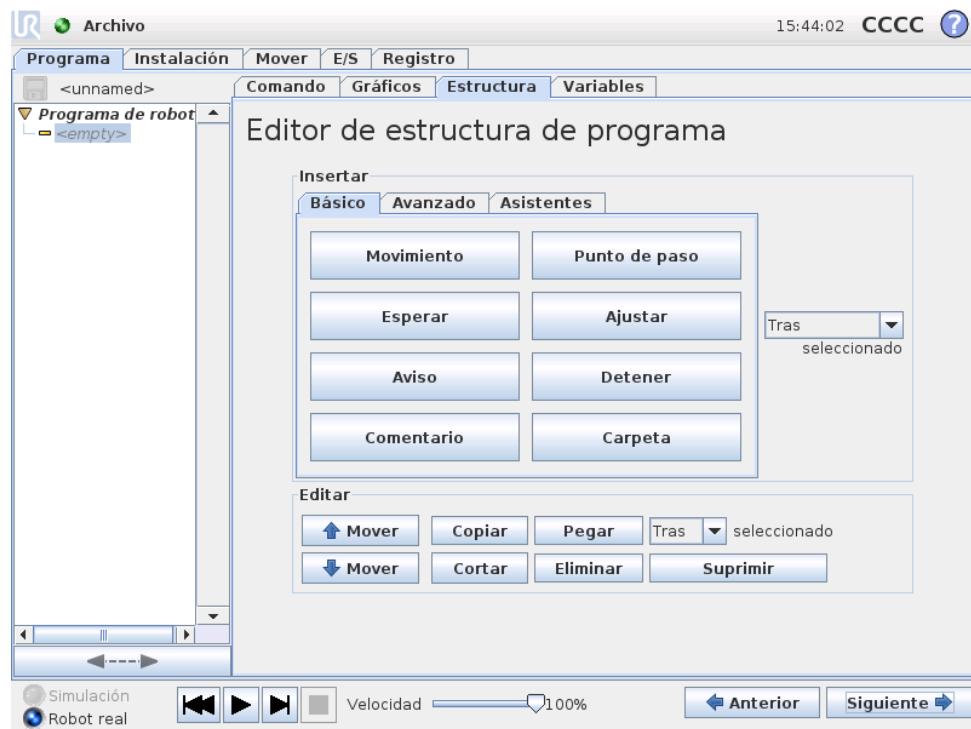 UR Archivo 15:44:02 CCCC ?
Programa Instalación Mover E/S Registro
<unnamed> Comando Gráficos Estructura Variables
Programa de robot
<empty>
Editor de estructura de programa
Insertar
Básico Avanzado Asistentes
Movimiento Punto de paso
Esperar Ajustar
Tras
seleccionado
Aviso Detener
Comentario Carpeta
Editar
Mover Copiar Pegar Tras seleccionado
Mover Cortar Eliminar Suprimir
Simulación
Robot real
Velocidad 100% Anterior Siguiente